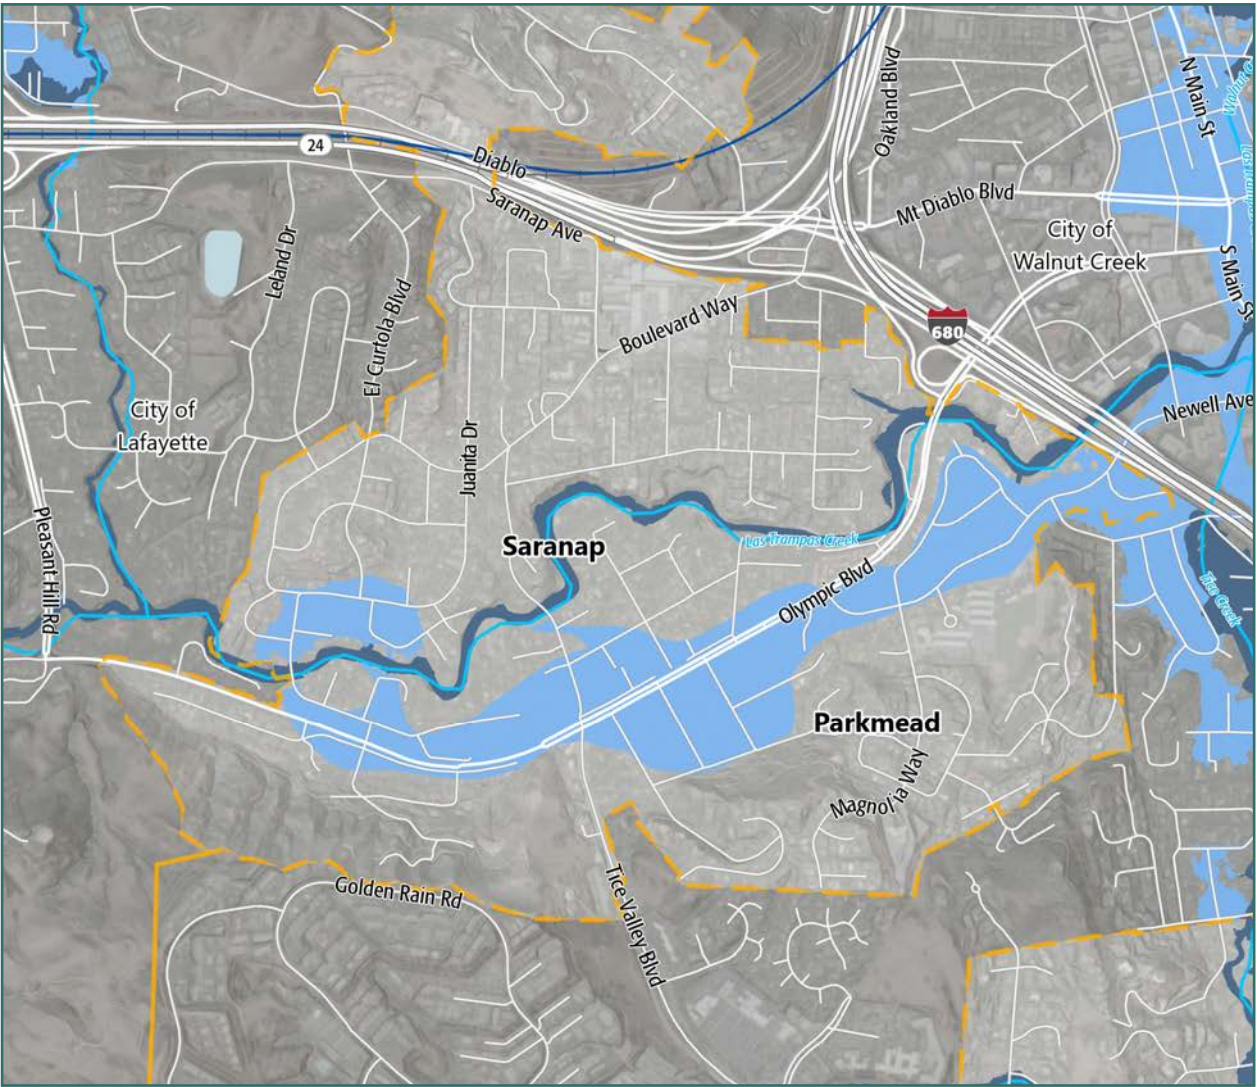 N Main St
Oakland Blvd
Walnut C
24
Diablo
Saranap Ave
Mt Diablo Blvd
City of
Walnut Creek
S Main St
Leland Dr
El Curtola Blvd
Boulevard Way
680
City of
Lafayette
Newell Ave
Juanita Dr
Pleasant Hill Rd
Saranap
Las Trampas Creek
Olympic Blvd
Tice Creek
Parkmead
Magnolia Way
Golden Rain Rd
Tice Valley Blvd